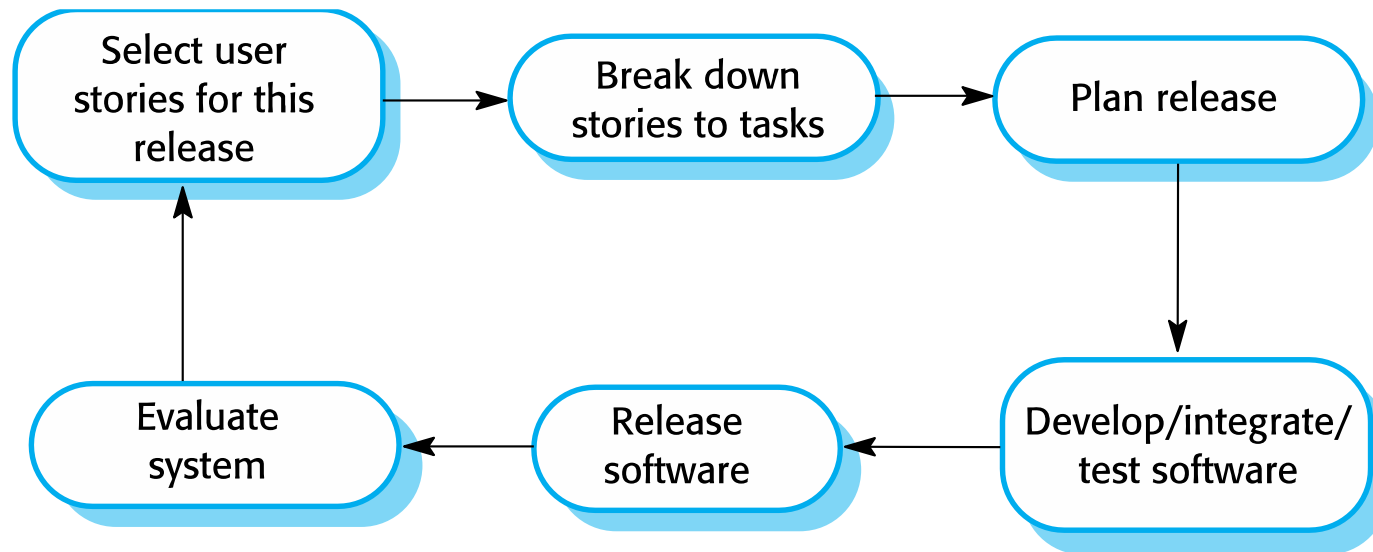 Select user
stories for this
release
Break down
stories to tasks
Plan release
Develop/integrate/
test software
Release
software
Evaluate
system